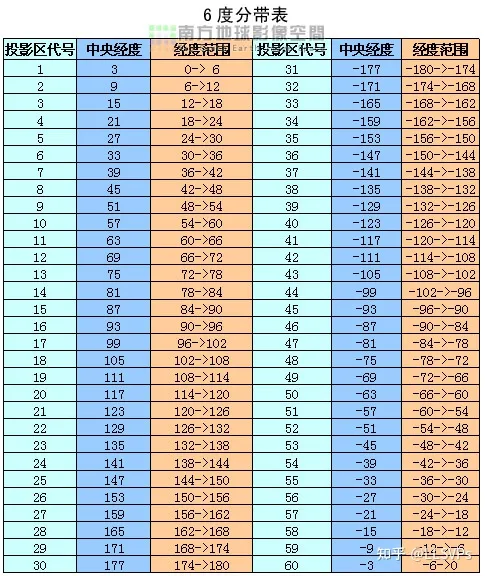 6度分带表
南方地球影像空間
投影区代号 中央经度 经度范围 投影区代号 中央经度 经度范围
1 3 0-> 6 31 -177 -180->-174
2 9 6->12 32 -171 -174->-168
3 15 12->18 33 -165 -168->-162
4 21 18->24 34 -159 -162->-156
5 27 24->30 35 -153 -156->-150
6 33 30->36 36 -147 -150->-144
7 39 36->42 37 -141 -144->-138
8 45 42->48 38 -135 -138->-132
9 51 48->54 39 -129 -132->-126
10 57 54->60 40 -123 -126->-120
11 63 60->66 41 -117 -120->-114
12 69 66->72 42 -111 -114->-108
13 75 72->78 43 -105 -108->-102
14 81 78->84 44 -99 -102->-96
15 87 84->90 45 -93 -96->-90
16 93 90->96 46 -87 -90->-84
17 99 96->102 47 -81 -84->-78
18 105 102->108 48 -75 -78->-72
19 111 108->114 49 -69 -72->-66
20 117 114->120 50 -63 -66->-60
21 123 120->126 51 -57 -60->-54
22 129 126->132 52 -51 -54->-48
23 135 132->138 53 -45 -48->-42
24 141 138->144 54 -39 -42->-36
25 147 144->150 55 -33 -36->-30
26 153 150->156 56 -27 -30->-24
27 159 156->162 57 -21 -24->-18
28 165 162->168 58 -15 -18->-12
29 171 168->174 59 -9 -12->-6
30 177 174->180 60 -3 -6->0
知乎